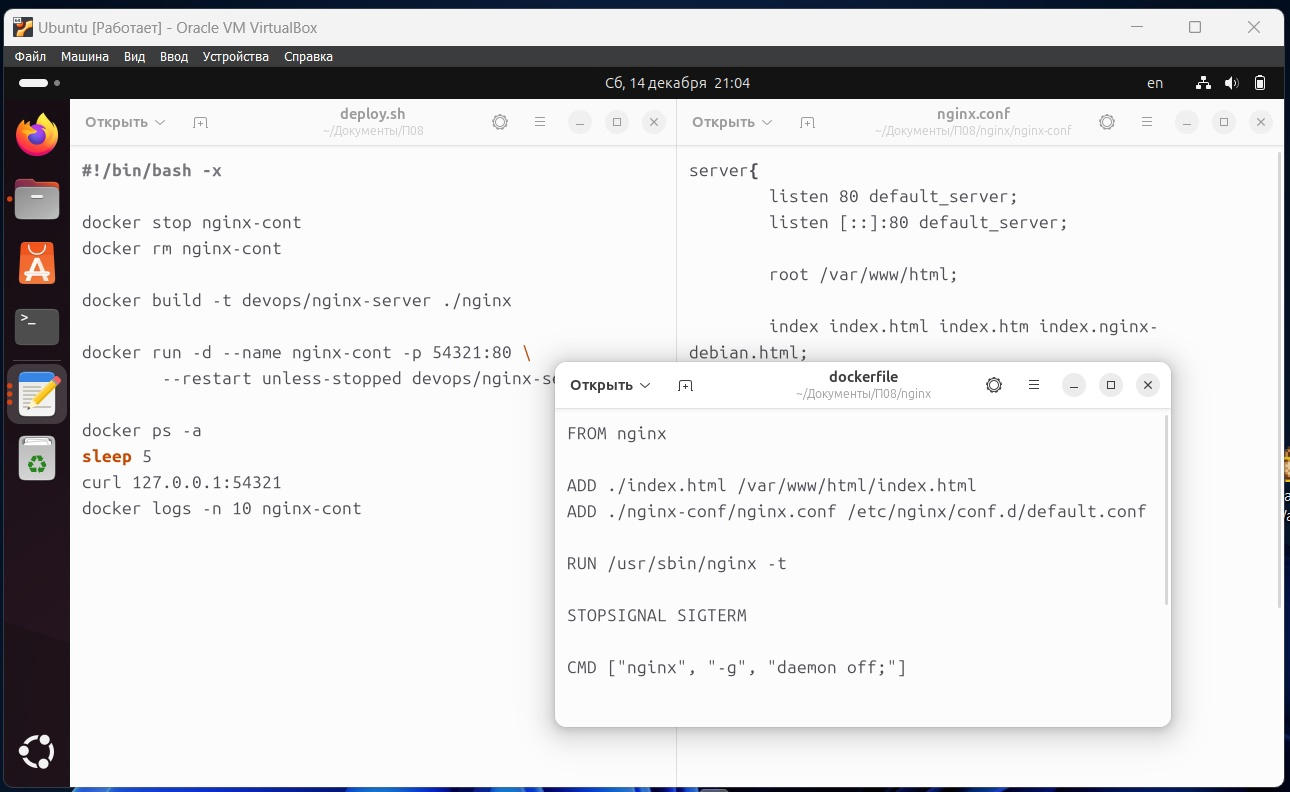 Ubuntu [Работает] - Oracle VM VirtualBox
Файл Машина Вид Ввод Устройства Справка
Сб, 14 декабря 21:04
en
Открыть
deploy.sh
~/Документы/П08
#!/bin/bash -x
docker stop nginx-cont
docker rm nginx-cont
docker build -t devops/nginx-server ./nginx
docker run -d --name nginx-cont -p 54321:80 \
--restart unless-stopped devops/nginx-se
docker ps -a
sleep 5
curl 127.0.0.1:54321
docker logs -n 10 nginx-cont
Открыть
nginx.conf
~/Документы/П08/nginx/nginx-conf
server{
listen 80 default_server;
listen [::]:80 default_server;
root /var/www/html;
index index.html index.htm index.nginx-
debian.html;
Открыть
dockerfile
~/Документы/П08/nginx
FROM nginx
ADD ./index.html /var/www/html/index.html
ADD ./nginx-conf/nginx.conf /etc/nginx/conf.d/default.conf
RUN /usr/sbin/nginx -t
STOPSIGNAL SIGTERM
CMD ["nginx", "-g", "daemon off;"]